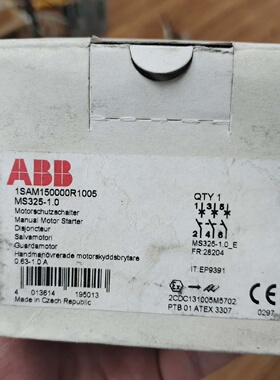 ABB
1SAM150000R1005
MS325-1.0
Motorschutzschalter
Manual Motor Starter
Disjoncteur
Salvamotori
Guardamotor
Handmanövrerade motorskyddsbrytare
0.63-1.0 A
4 013614 195013
Made in Czech Republic
QTY 1
1 3 5
2 4 6
MS325-1.0_E
FR:28204
IT:EP9391
2CDC131005M6702
PTB 01 ATEX 3307
0297